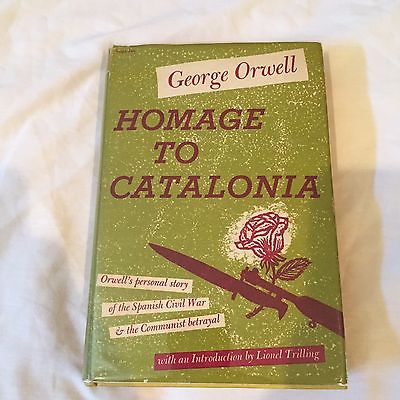 George Orwell
HOMAGE
TO
CATALONIA
Orwell's personal story
of the Spanish Civil War
& the Communist betrayal
with an Introduction by Lionel Trilling